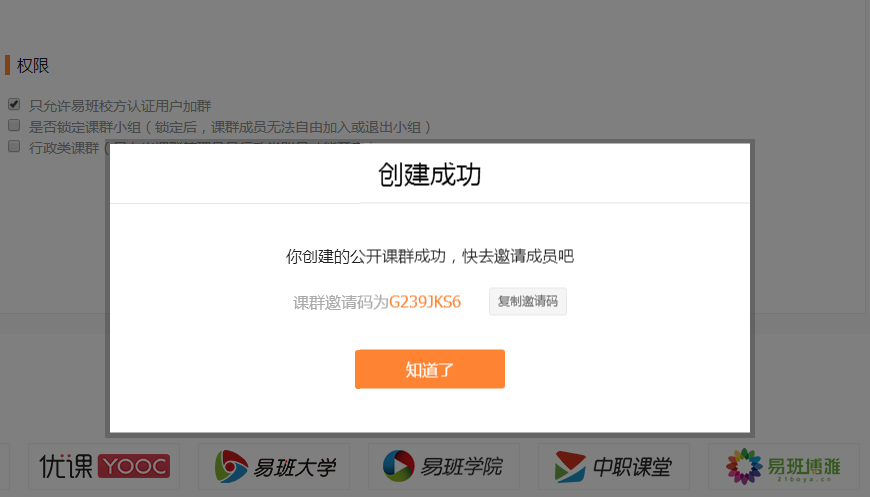 权限
只允许易班校方认证用户加群
是否锁定课群小组（锁定后，课群成员无法自由加入或退出小组）
行政类课群（
创建成功
你创建的公开课群成功，快去邀请成员吧
课群邀请码为G239JKS6 复制邀请码
知道了
优课 YOOC 易班大学 易班学院 中职课堂 易班博雅
21boya.cn